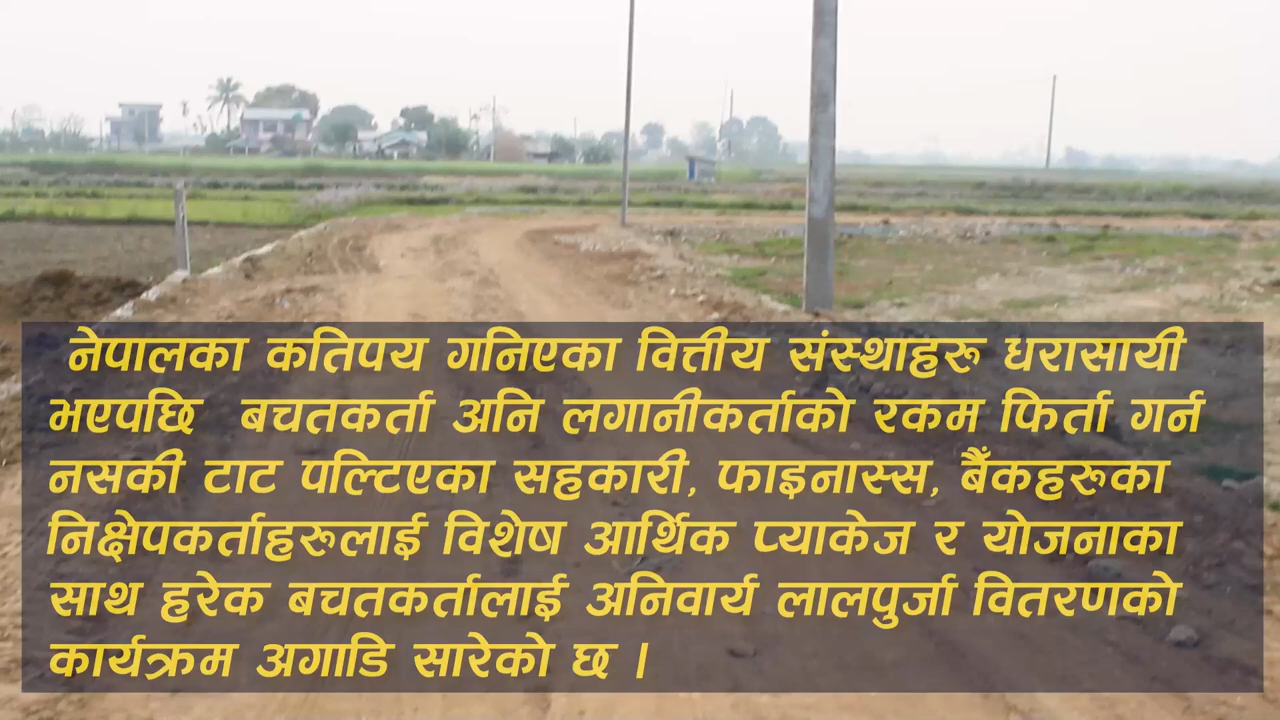 नेपालका कतिपय गनिएका वित्तीय संस्थाहरू धरासायी
भएपछि बचतकर्ता अनि लगानीकर्ताको रकम फिर्ता गर्न
नसकी टाट पल्टिएका सहकारी, फाइनास्स, बैँकहरूका
निक्षेपकर्ताहरूलाई विशेष आर्थिक प्याकेज र योजनाका
साथ हरेक बचतकर्तालाई अनिवार्य लालपुर्जा वितरणको
कार्यक्रम अगाडि सारेको छ ।